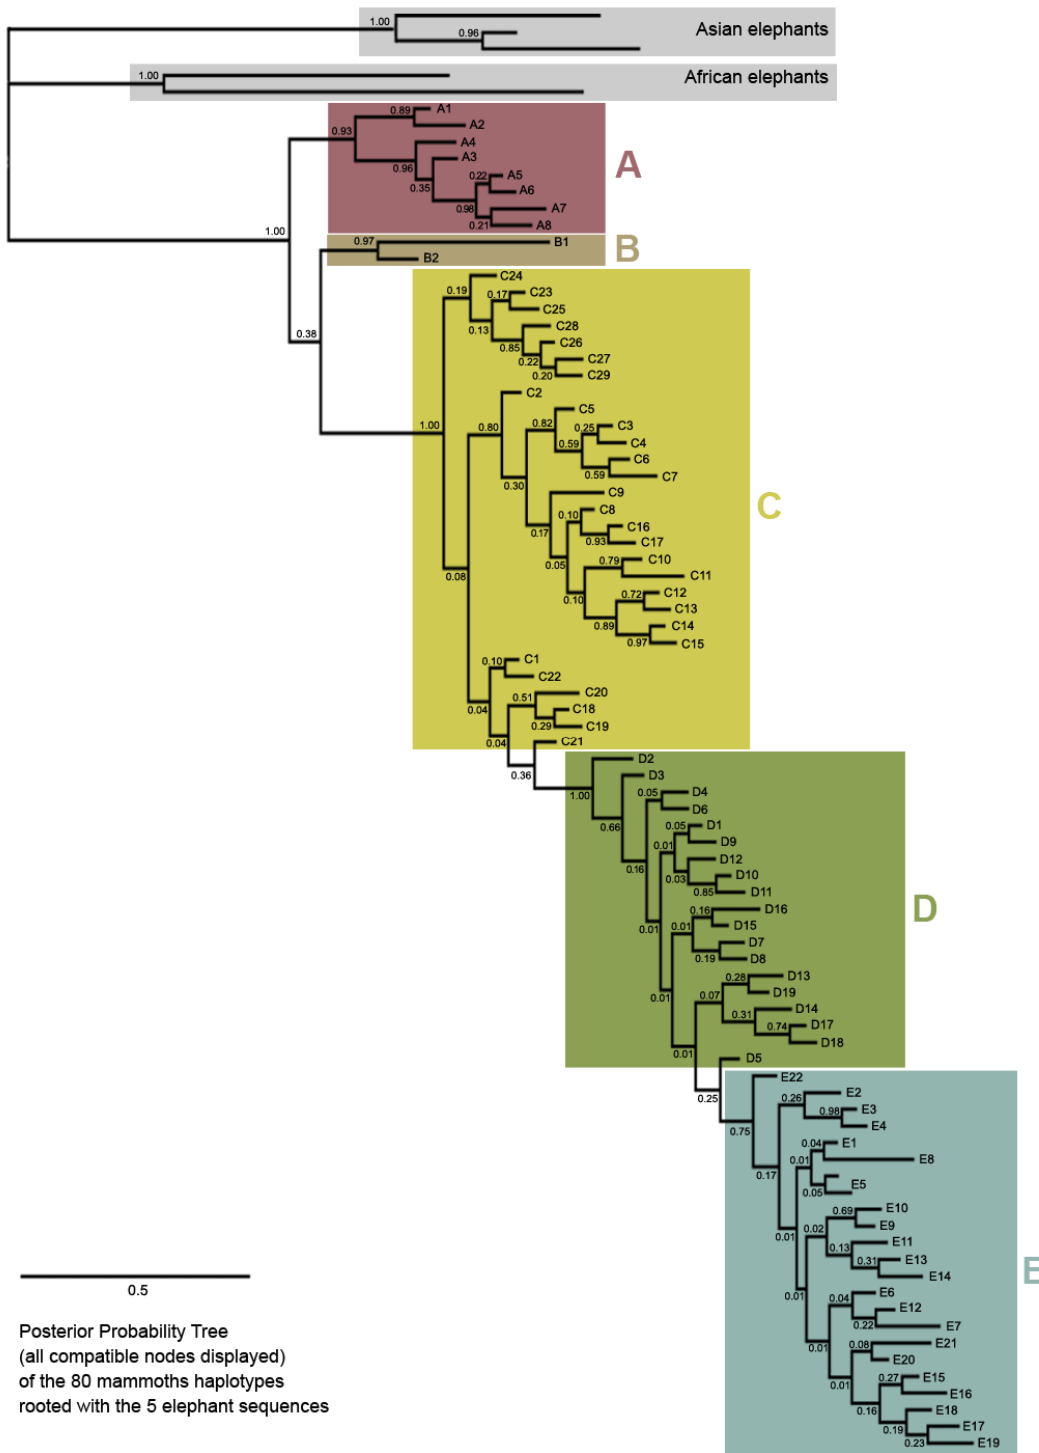 1.00
Asian elephants
0.96
1.00
African elephants
0.89 A1
A2
0.93
A4
A3
0.96
0.35
A
0.22 A5
A6
0.98
A7
0.21 A8
1.00
0.97 B1
B2
B
0.38
C24
0.19
0.17 C23
C25
0.13
C28
0.85
C26
0.22
C27
0.20 C29
C2
1.00
0.80
C5
0.82
0.25 C3
C4
0.59
C6
0.59 C7
0.30
C9
0.10 C8
C16
0.93 C17
0.17
0.05
0.79 C10
C11
0.10
0.72 C12
C13
0.89
C14
0.97 C15
0.08
C
0.10 C1
C22
0.04
C20
0.51
C18
0.29 C19
0.04
C21
0.36
D2
1.00
D3
0.66
0.05 D4
D6
0.16
0.05 D1
D9
0.01
D12
0.03
D10
0.85 D11
0.01
D
0.16 D16
D15
0.01
D7
0.19 D8
0.01
0.28 D13
D19
0.07
D14
0.31
0.74 D17
D18
0.01
D5
0.25
E22
0.75
0.26 E2
0.98 E3
E4
0.17
0.04 E1
E8
0.01
0.05 E5
0.01
E10
0.69 E9
0.02
E11
0.13
0.31 E13
E14
0.01
E
E6
0.04
E12
0.22 E7
0.01
0.08 E21
E20
0.01
0.27 E15
E16
0.16
E18
0.19
E17
0.23 E19
0.5
Posterior Probability Tree
(all compatible nodes displayed)
of the 80 mammoths haplotypes
rooted with the 5 elephant sequences